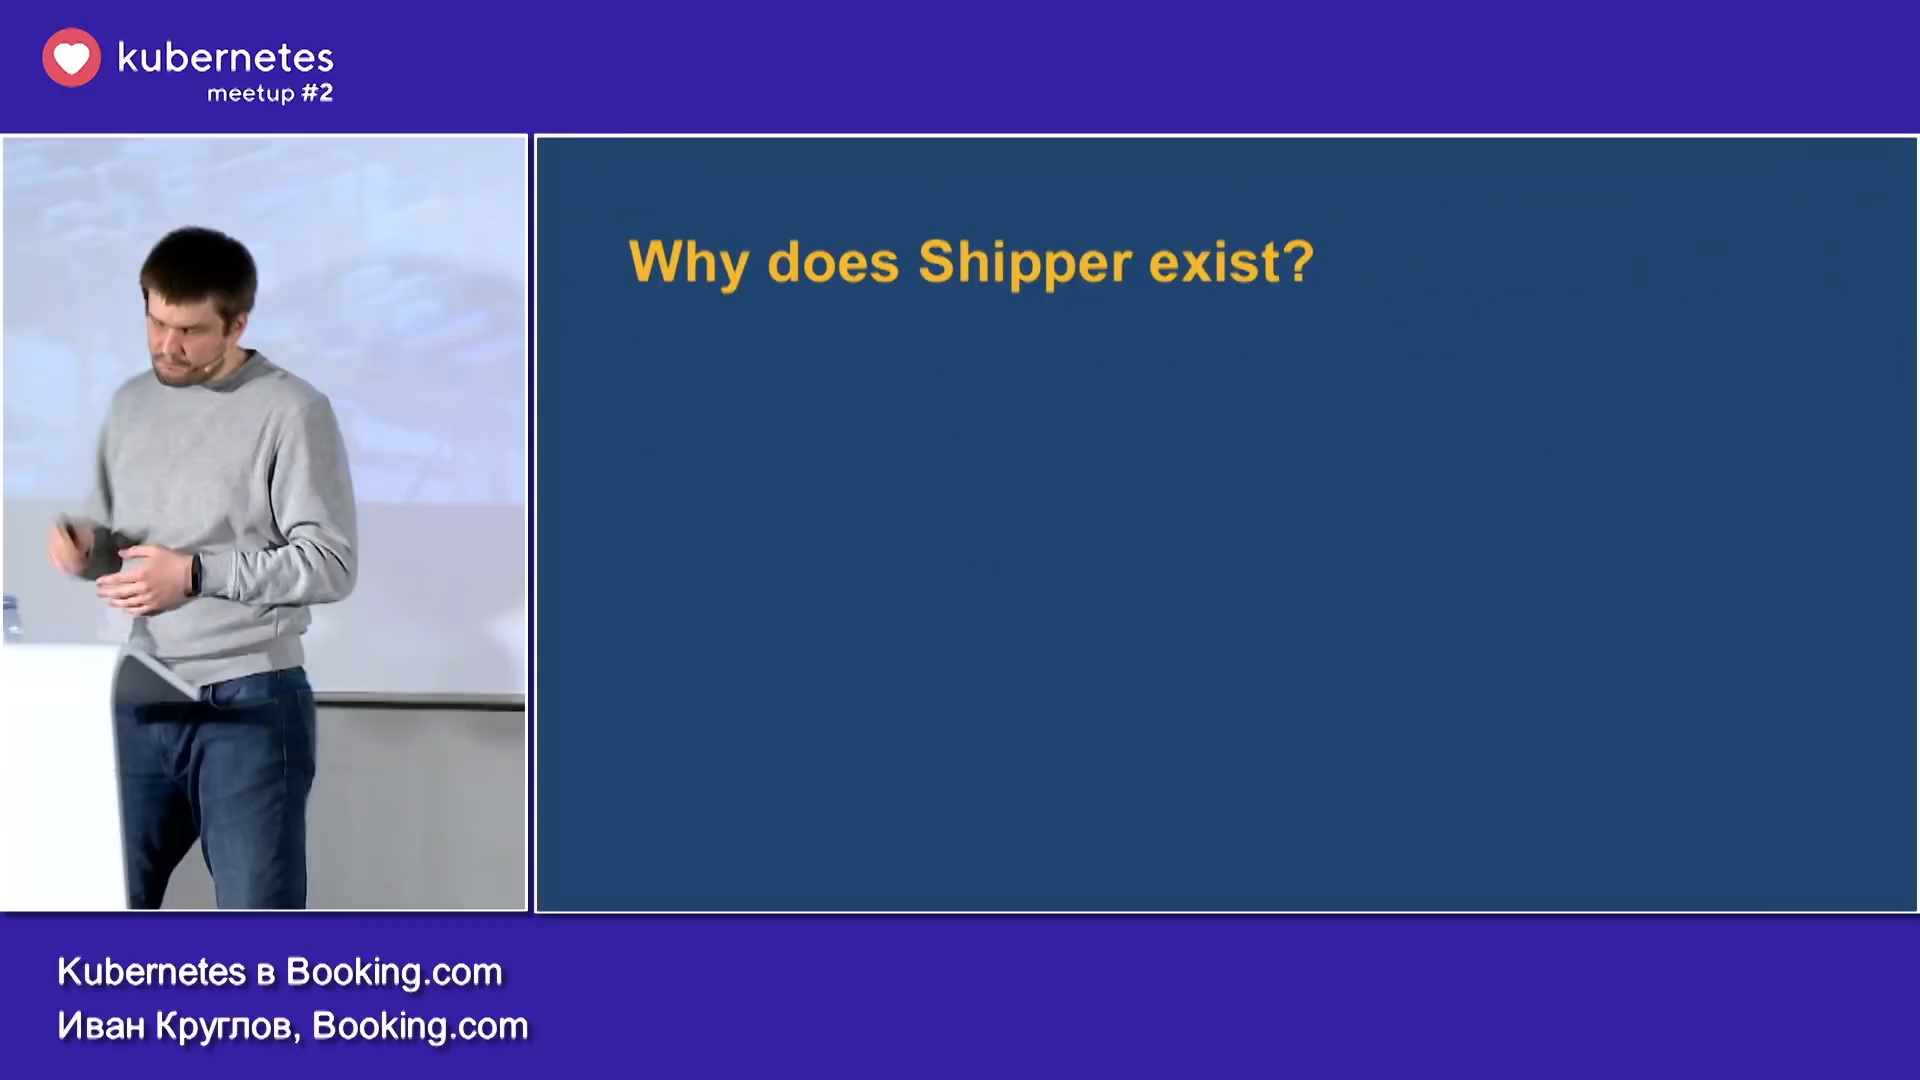 kubernetes
meetup #2
Why does Shipper exist?
Kubernetes в Booking.com
Иван Круглов, Booking.com